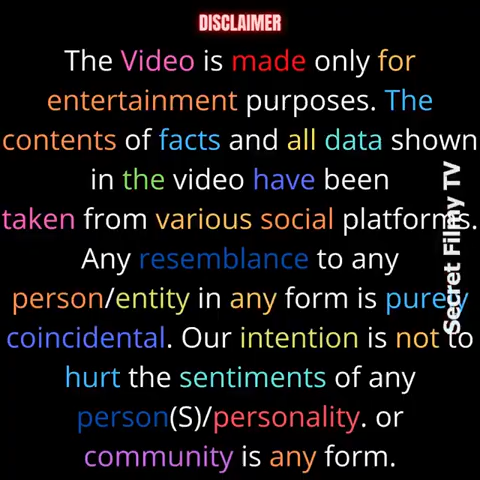 DISCLAIMER
The Video is made only for
entertainment purposes. The
contents of facts and all data shown
in the video have been
taken from various social platforms.
Any resemblance to any
person/entity in any form is purely
coincidental. Our intention is not to
hurt the sentiments of any
person(S)/personality. or
community is any form.
Secret Filmy TV